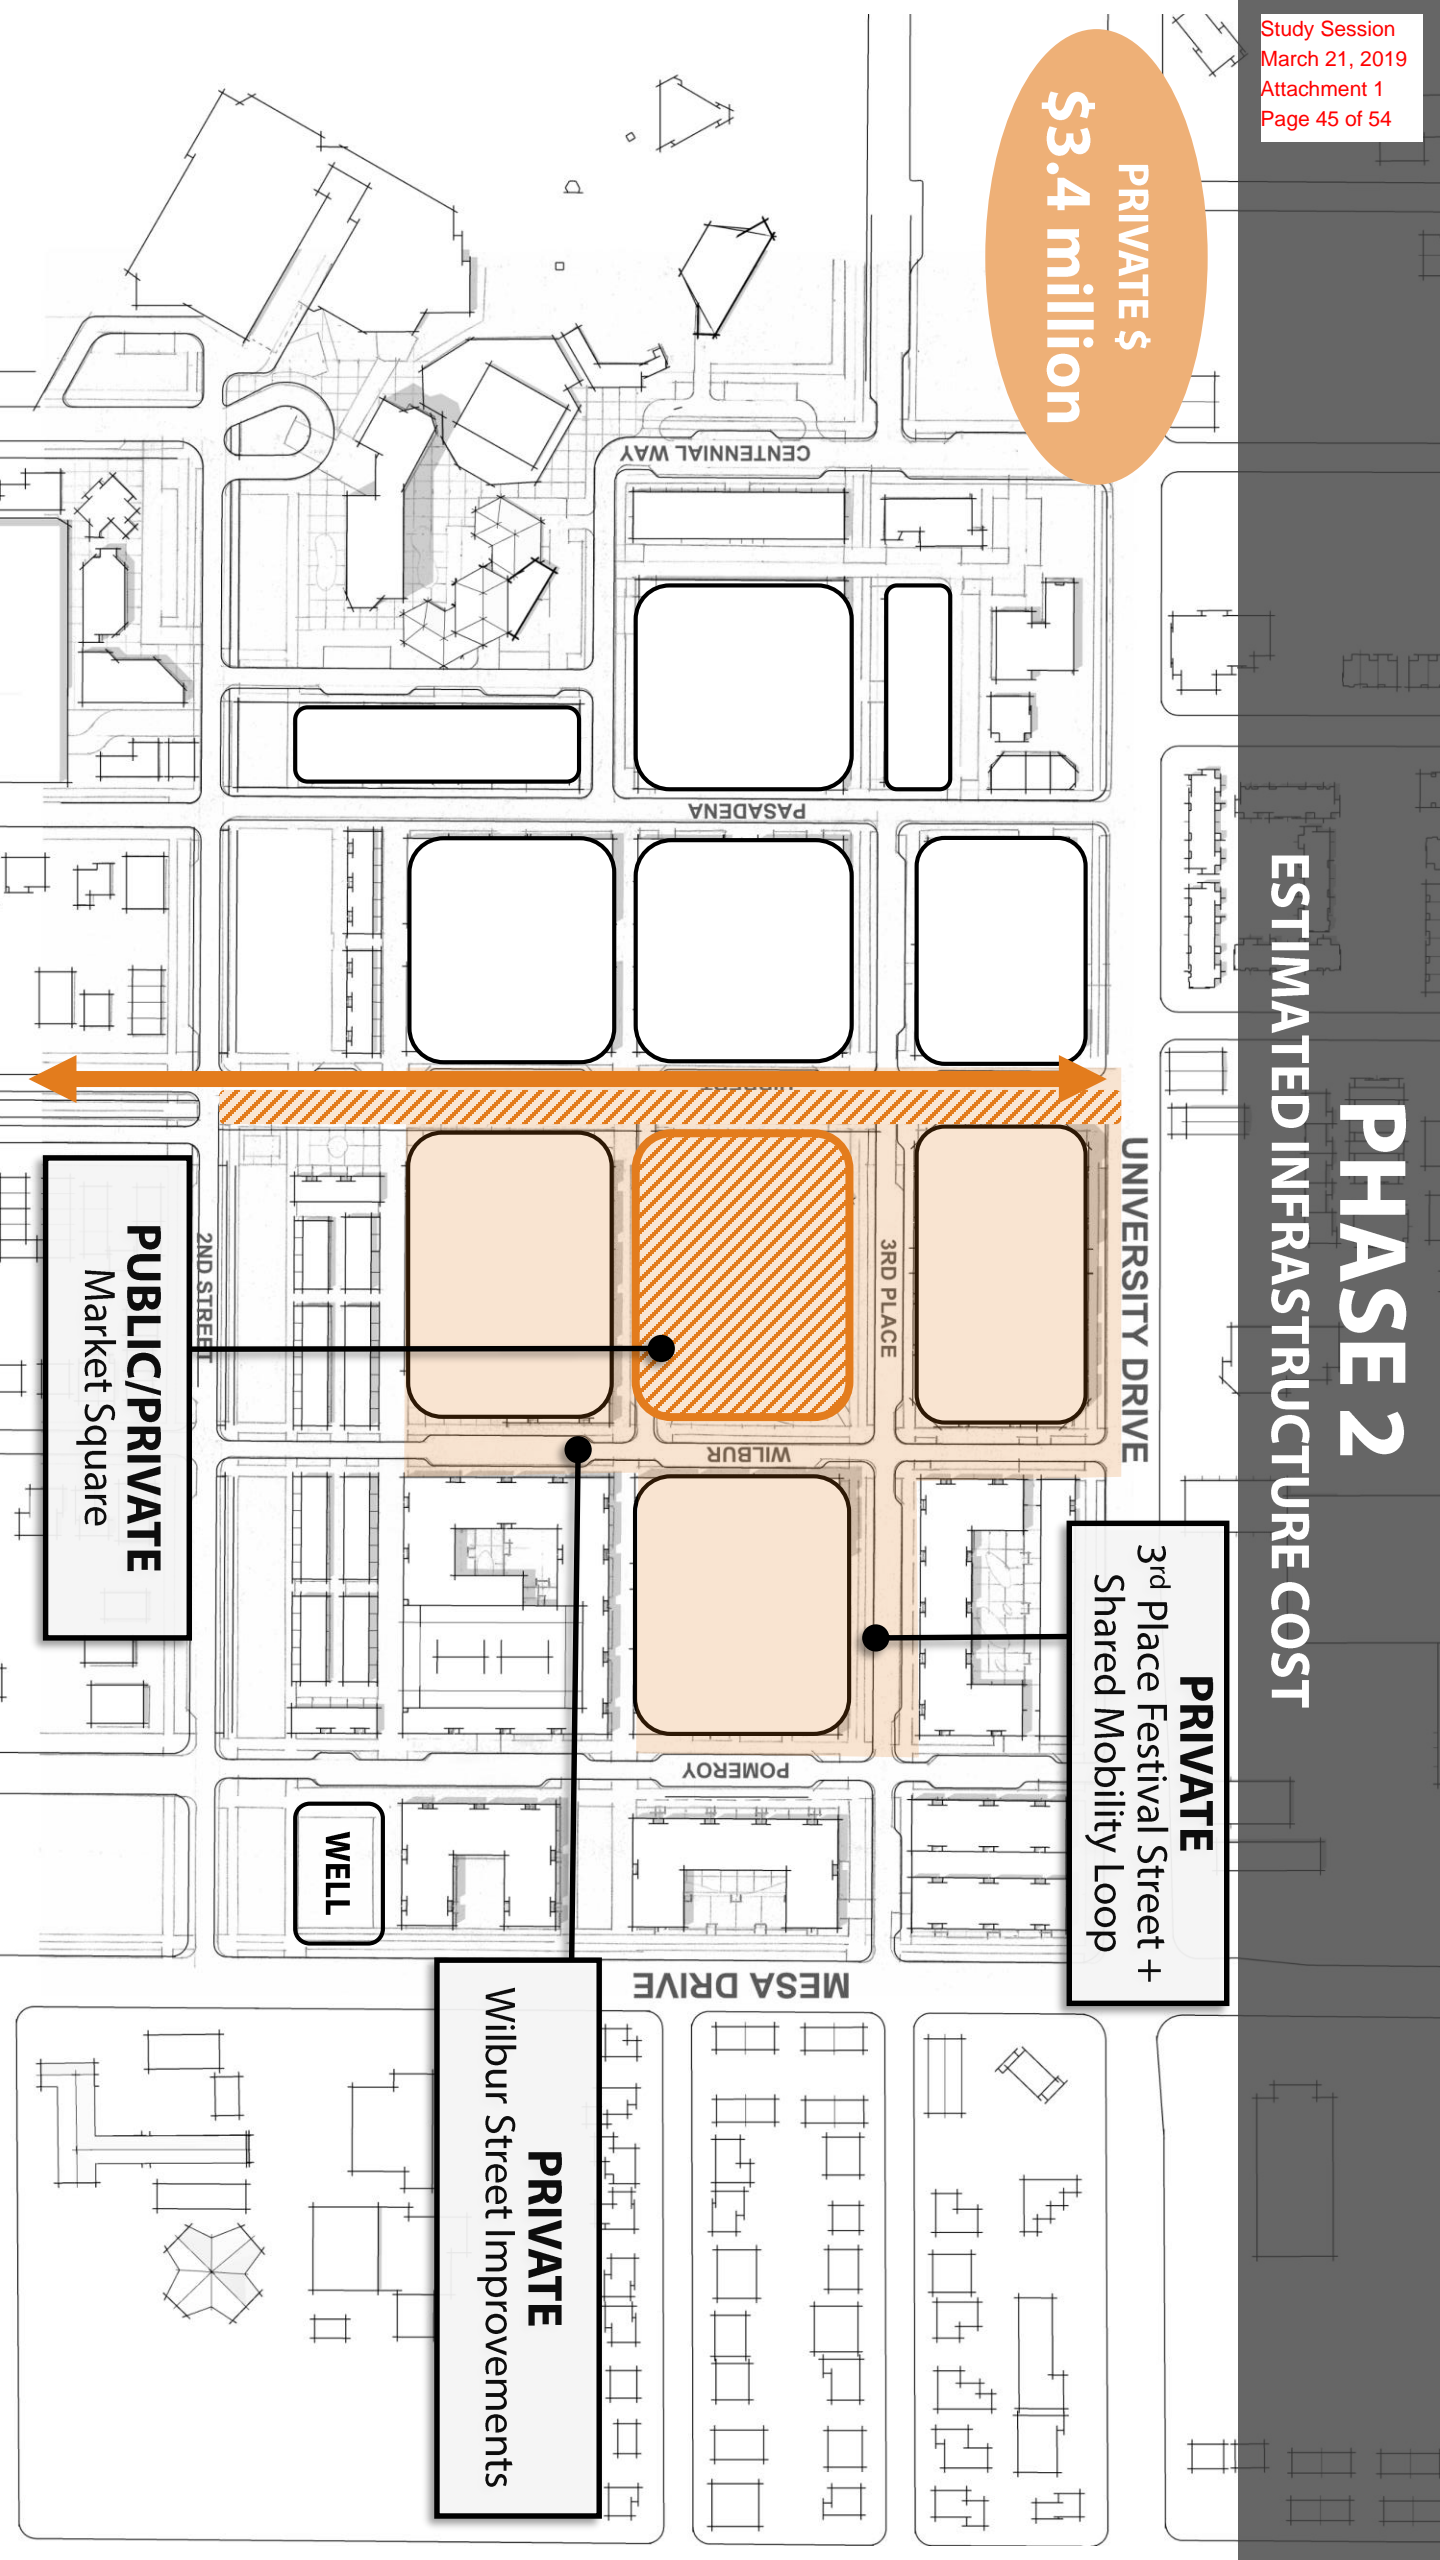 Study Session
March 21, 2019
Attachment 1
Page 45 of 54
PHASE 2
ESTIMATED INFRASTRUCTURE COST
PRIVATE $
$3.4 million
UNIVERSITY DRIVE
PRIVATE
3rd Place Festival Street +
Shared Mobility Loop
CENTENNIAL WAY
PASADENA
3RD PLACE
WILBUR
POMEROY
MESA DRIVE
2ND STREET
WELL
PUBLIC/PRIVATE
Market Square
PRIVATE
Wilbur Street Improvements